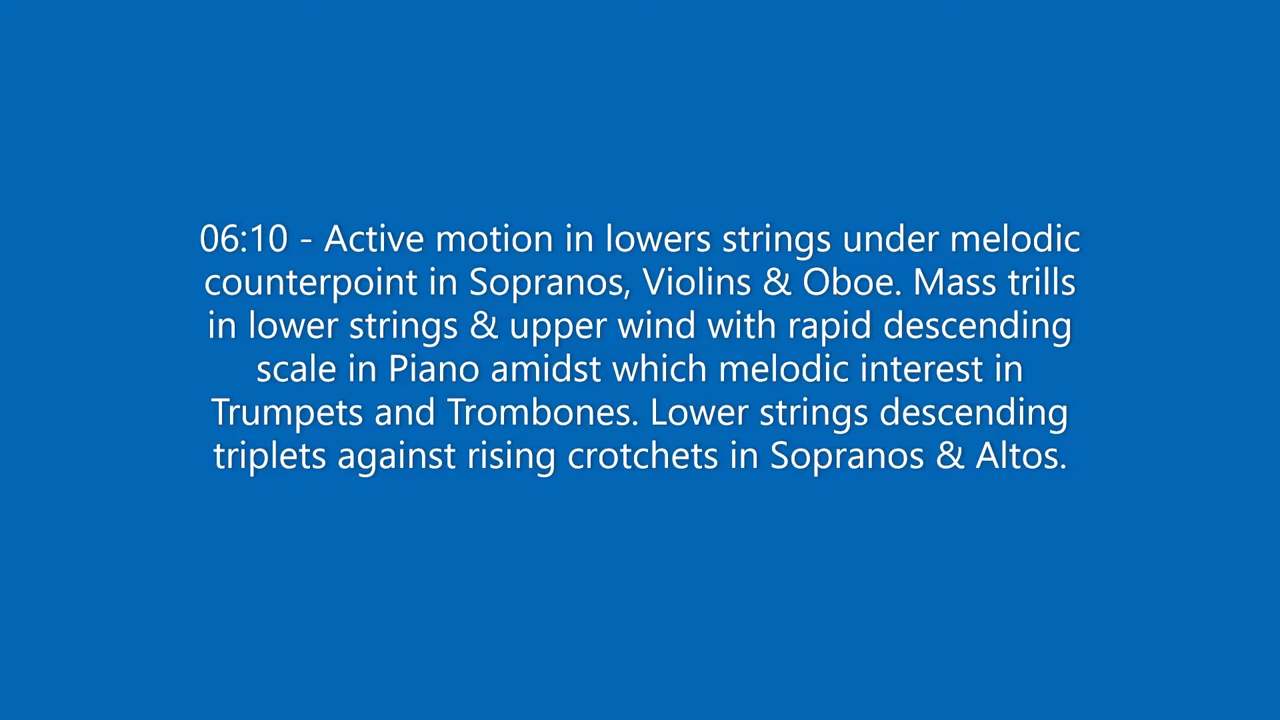 06:10 - Active motion in lowers strings under melodic
counterpoint in Sopranos, Violins & Oboe. Mass trills
in lower strings & upper wind with rapid descending
scale in Piano amidst which melodic interest in
Trumpets and Trombones. Lower strings descending
triplets against rising crotchets in Sopranos & Altos.